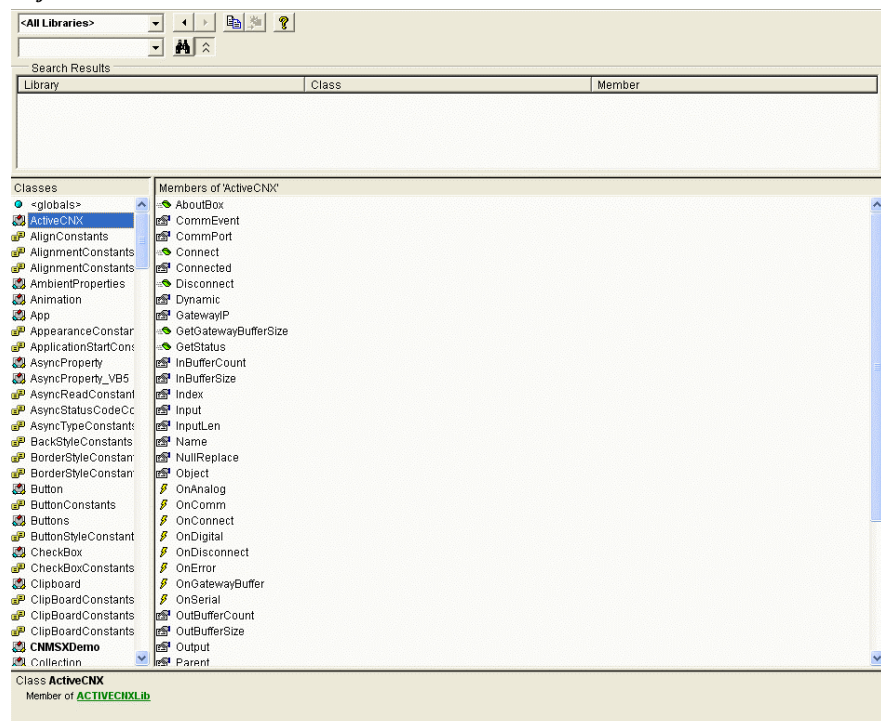 <All Libraries>
Search Results
Library Class Member
Classes
<globals>
ActiveCNX
AlignConstants
AlignmentConstants
AlignmentConstants
AmbientProperties
Animation
App
AppearanceConstan
ApplicationStartCons
AsyncProperty
AsyncProperty_VB5
AsyncReadConstant
AsyncStatusCodeCc
AsyncTypeConstants
BackStyleConstants
BorderStyleConstan
BorderStyleConstan
Button
ButtonConstants
Buttons
ButtonStyleConstant
CheckBox
CheckBoxConstants
Clipboard
ClipBoardConstants
ClipBoardConstants
ClipBoardConstants
CNMSXDemo
Collection
Members of 'ActiveCNX'
AboutBox
CommEvent
CommPort
Connect
Connected
Disconnect
Dynamic
GatewayIP
GetGatewayBufferSize
GetStatus
InBufferCount
InBufferSize
Index
Input
InputLen
Name
NullReplace
Object
OnAnalog
OnComm
OnConnect
OnDigital
OnDisconnect
OnError
OnGatewayBuffer
OnSerial
OutBufferCount
OutBufferSize
Output
Parent
Class ActiveCNX
Member of ACTIVECNXLib